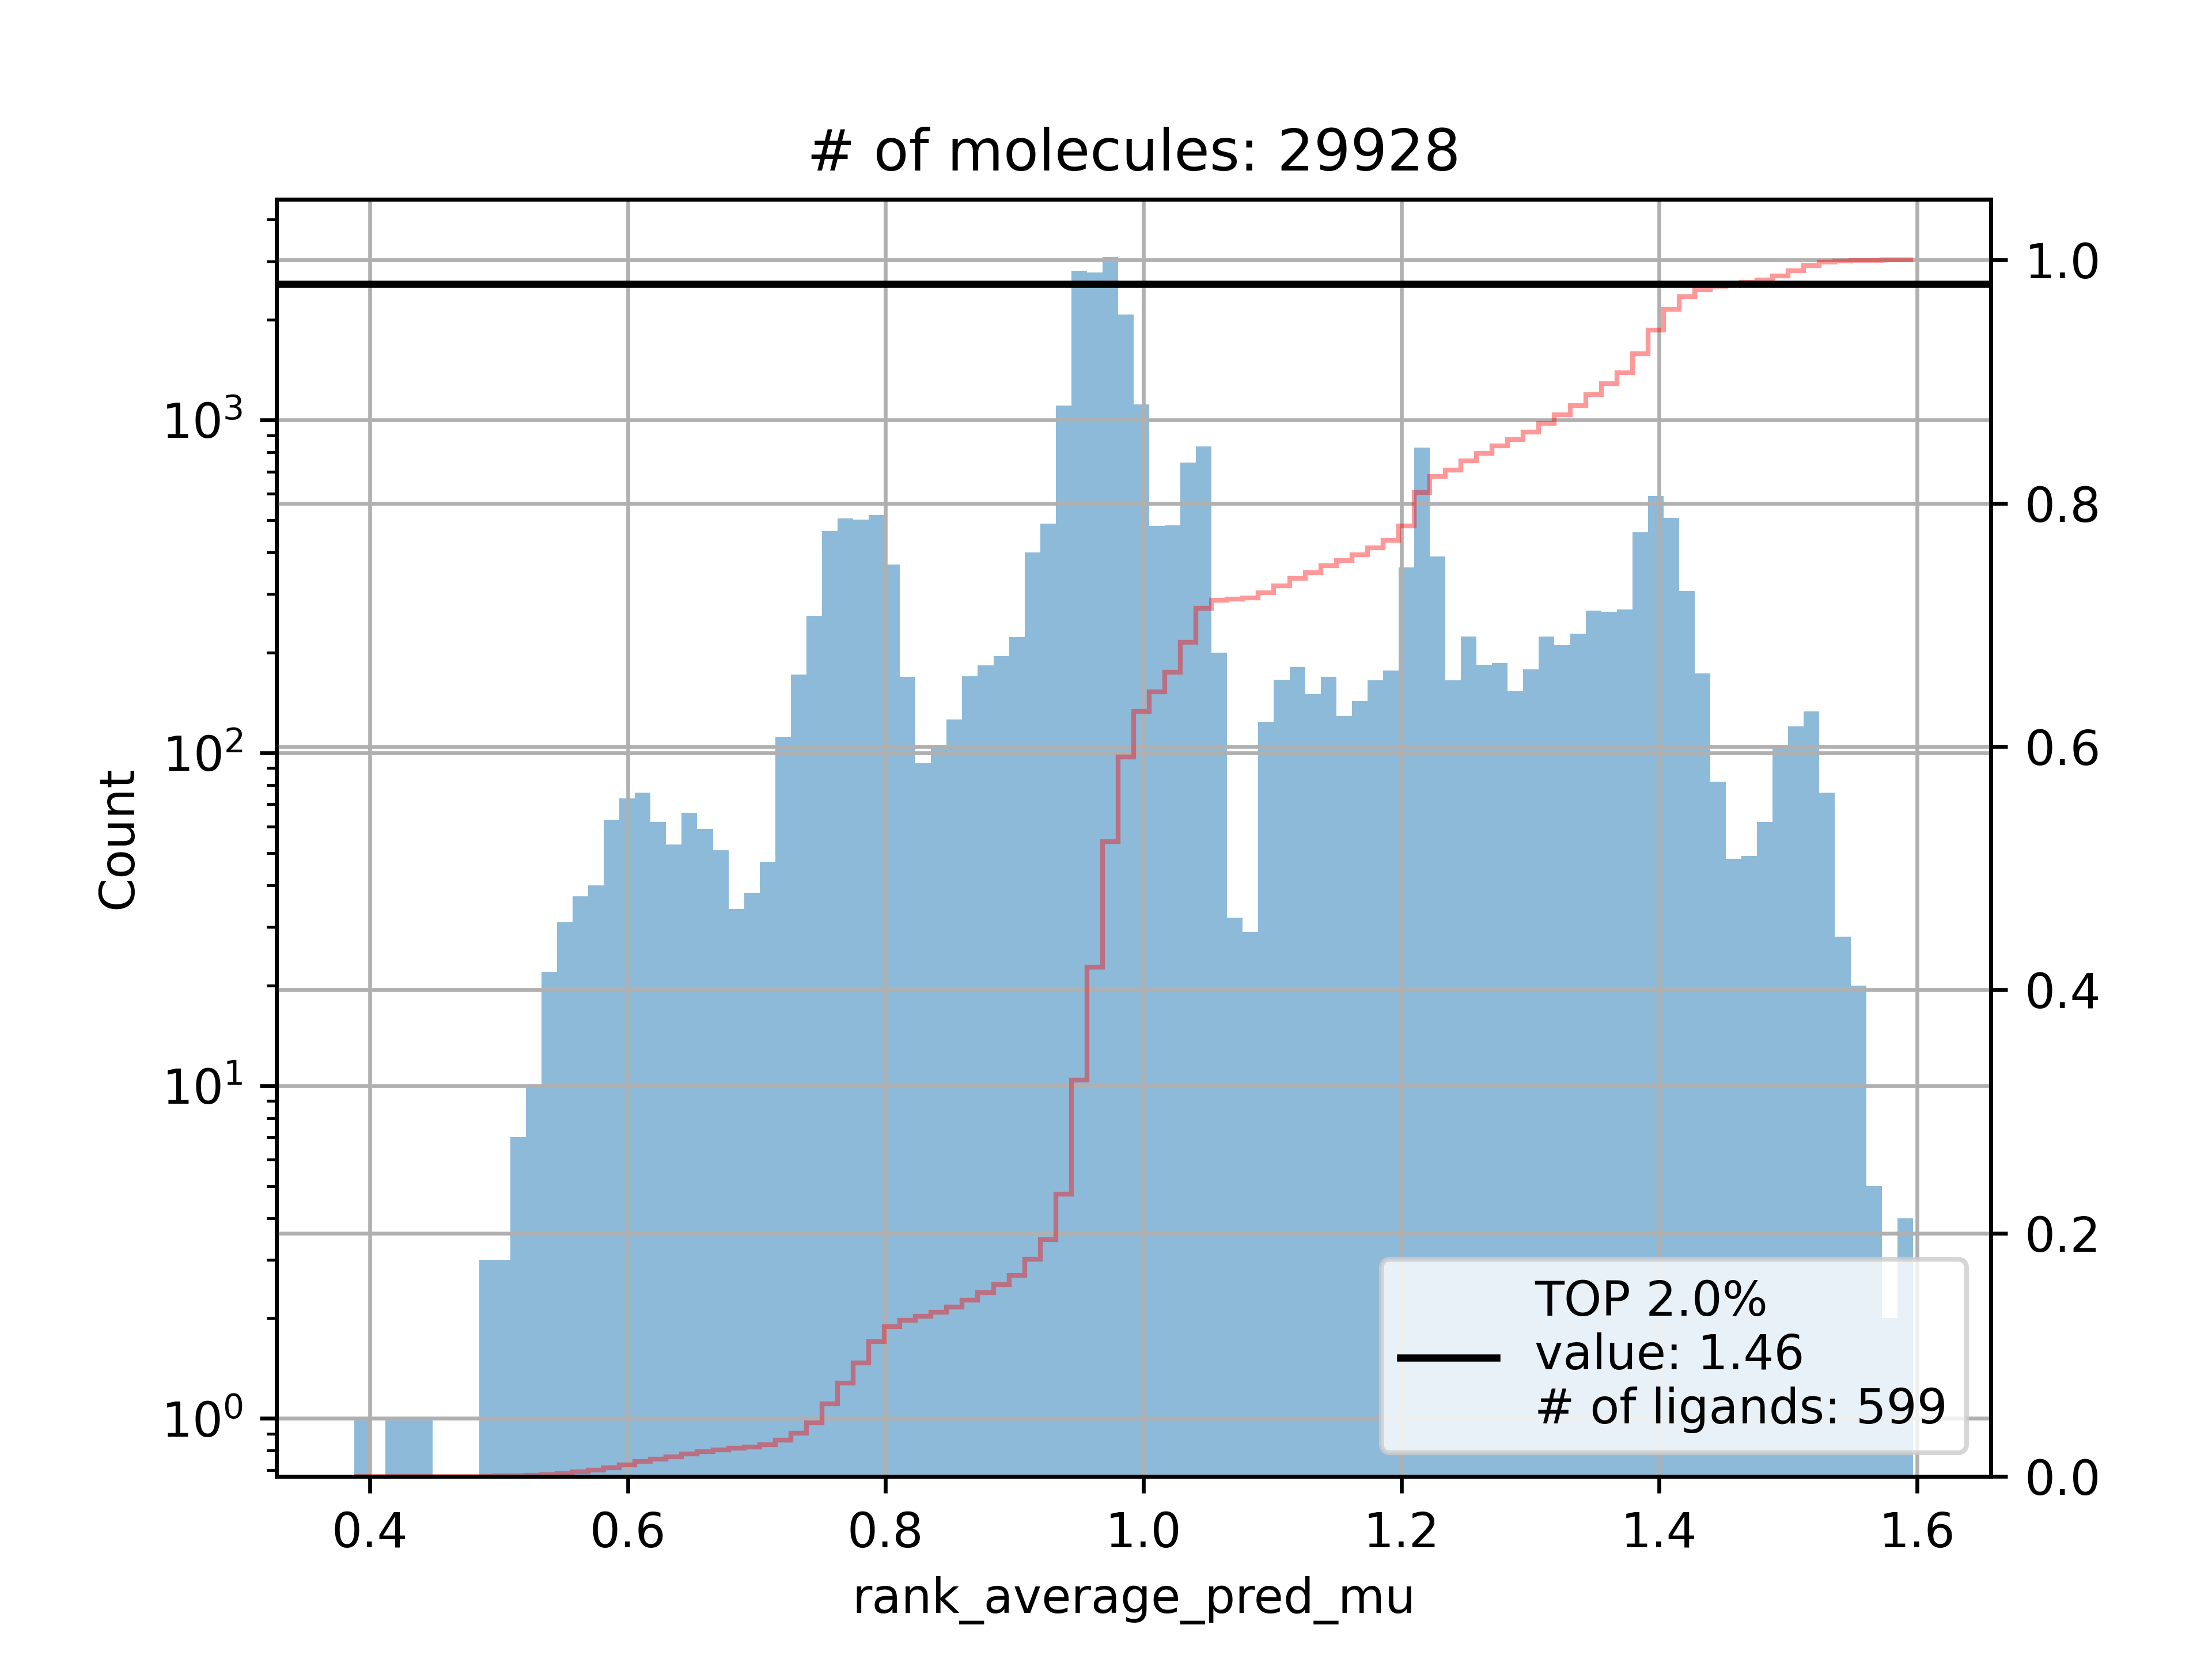 # of molecules: 29928
10³
10²
10¹
10⁰
Count
1.0
0.8
0.6
0.4
0.2
0.0
TOP 2.0%
value: 1.46
# of ligands: 599
0.4 0.6 0.8 1.0 1.2 1.4 1.6
rank_average_pred_mu